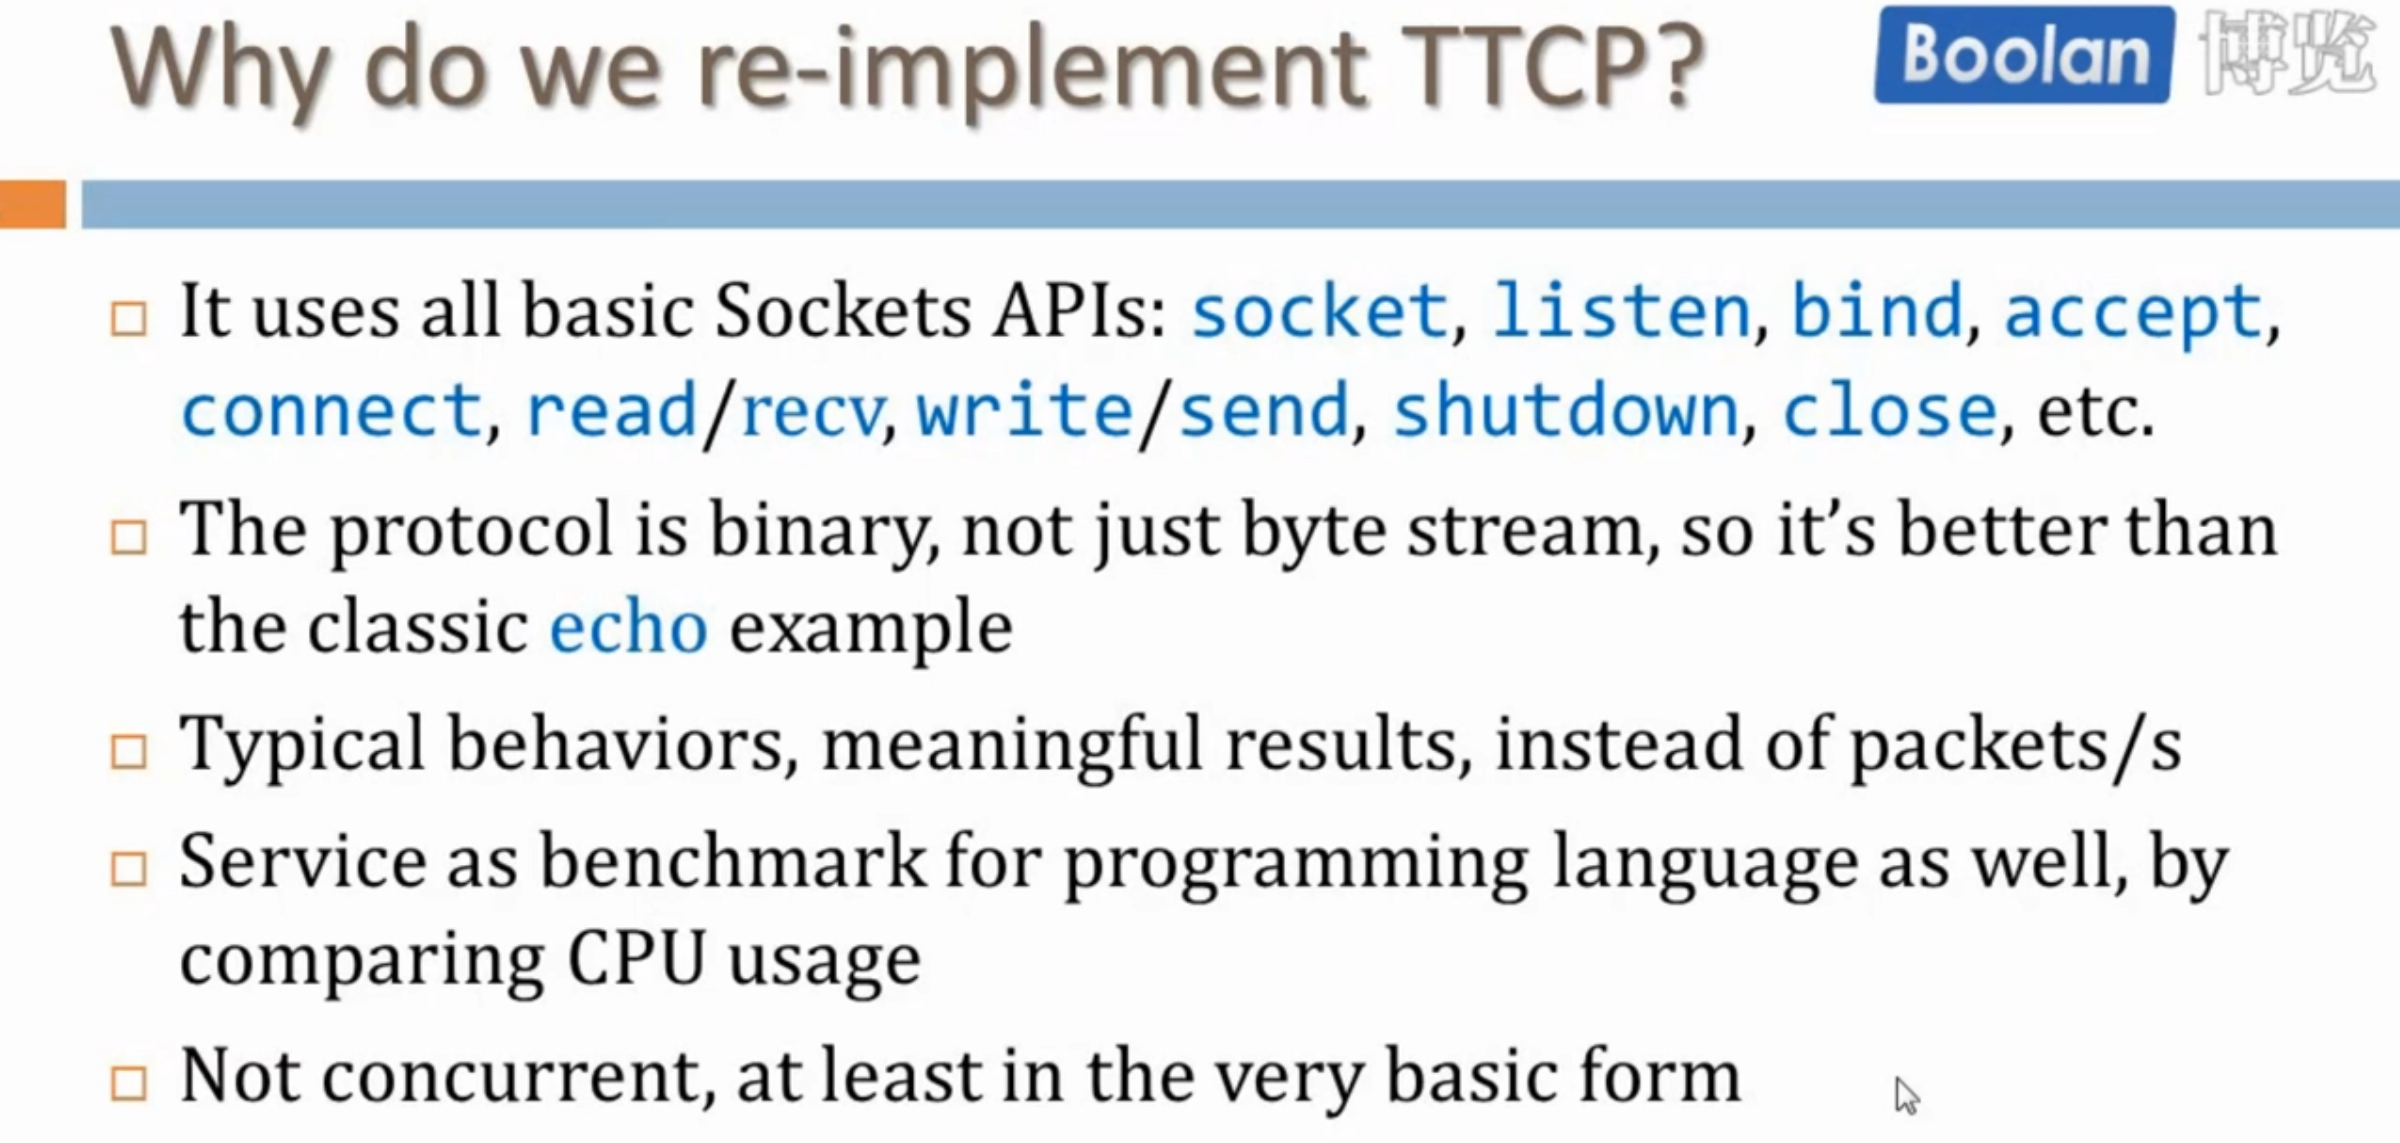 Why do we re-implement TTCP?
Boolan 博览
It uses all basic Sockets APIs: socket, listen, bind, accept,
connect, read/recv, write/send, shutdown, close, etc.
The protocol is binary, not just byte stream, so it’s better than
the classic echo example
Typical behaviors, meaningful results, instead of packets/s
Service as benchmark for programming language as well, by
comparing CPU usage
Not concurrent, at least in the very basic form